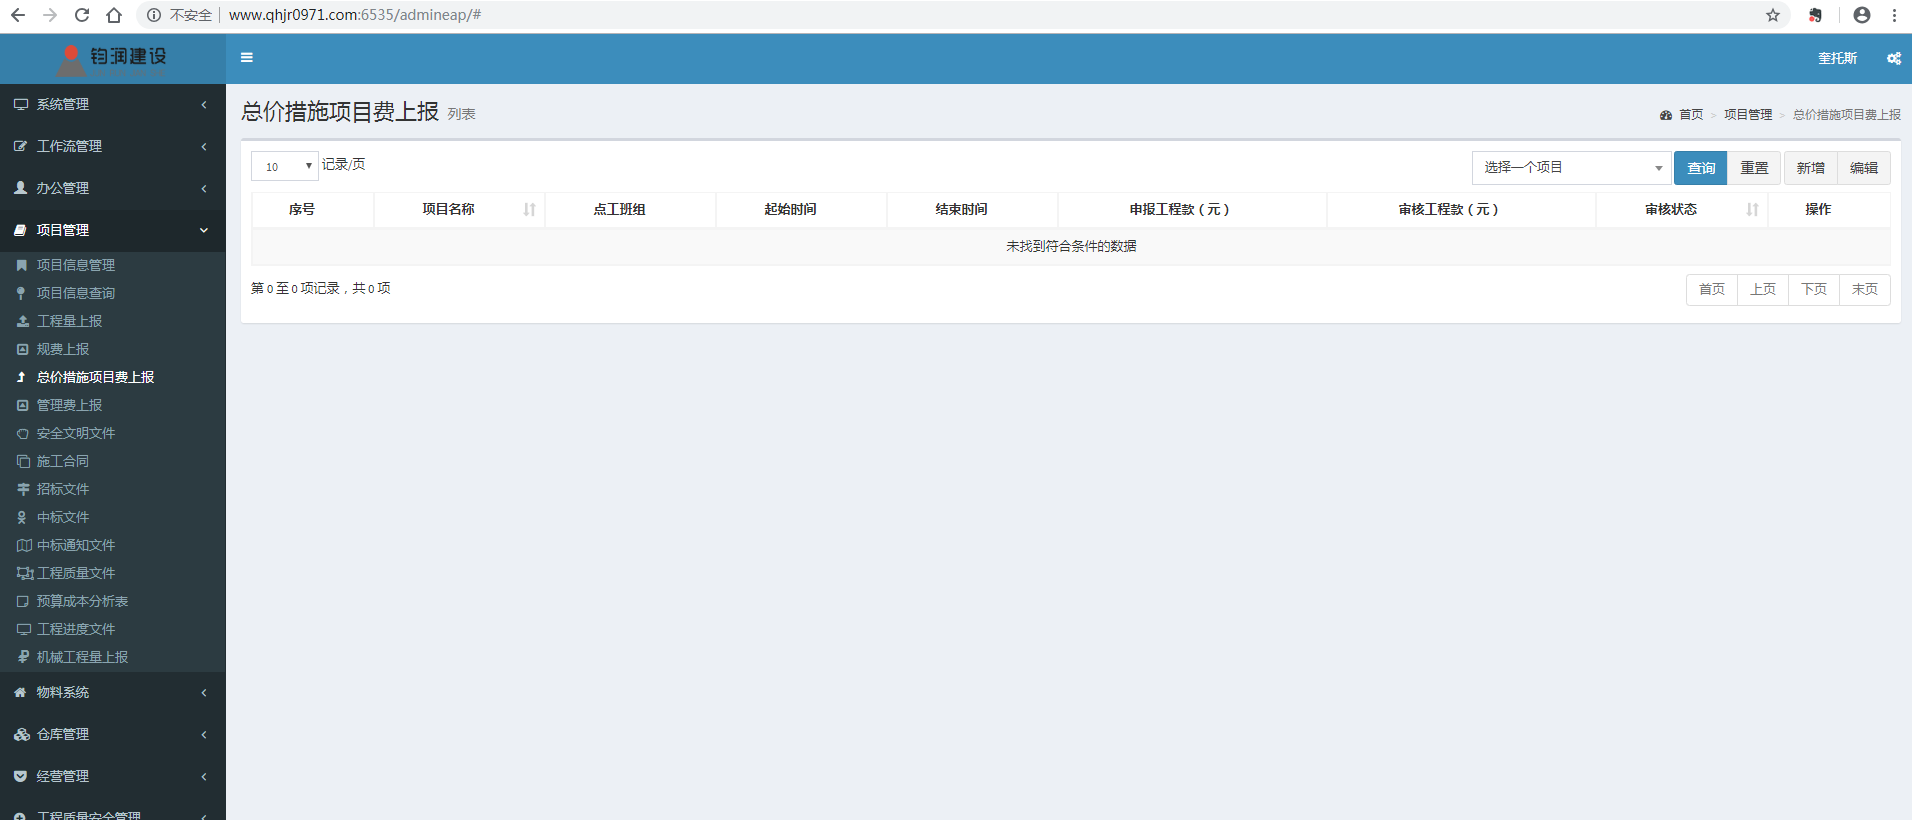 不安全 www.qhjr0971.com:6535/admineap/#
钧润建设
奎托斯
系统管理
工作流管理
办公管理
项目管理
项目信息管理
项目信息查询
工程量上报
规费上报
总价措施项目费上报
管理费上报
安全文明文件
施工合同
招标文件
中标文件
中标通知文件
工程质量文件
预算成本分析表
工程进度文件
机械工程量上报
物料系统
仓库管理
经营管理
工程质量安全管理
总价措施项目费上报 列表
首页 > 项目管理 > 总价措施项目费上报
10 记录/页
选择一个项目 查询 重置 新增 编辑
序号 项目名称 点工班组 起始时间 结束时间 申报工程款（元） 审核工程款（元） 审核状态 操作
未找到符合条件的数据
第 0 至 0 项记录，共 0 项
首页 上页 下页 末页